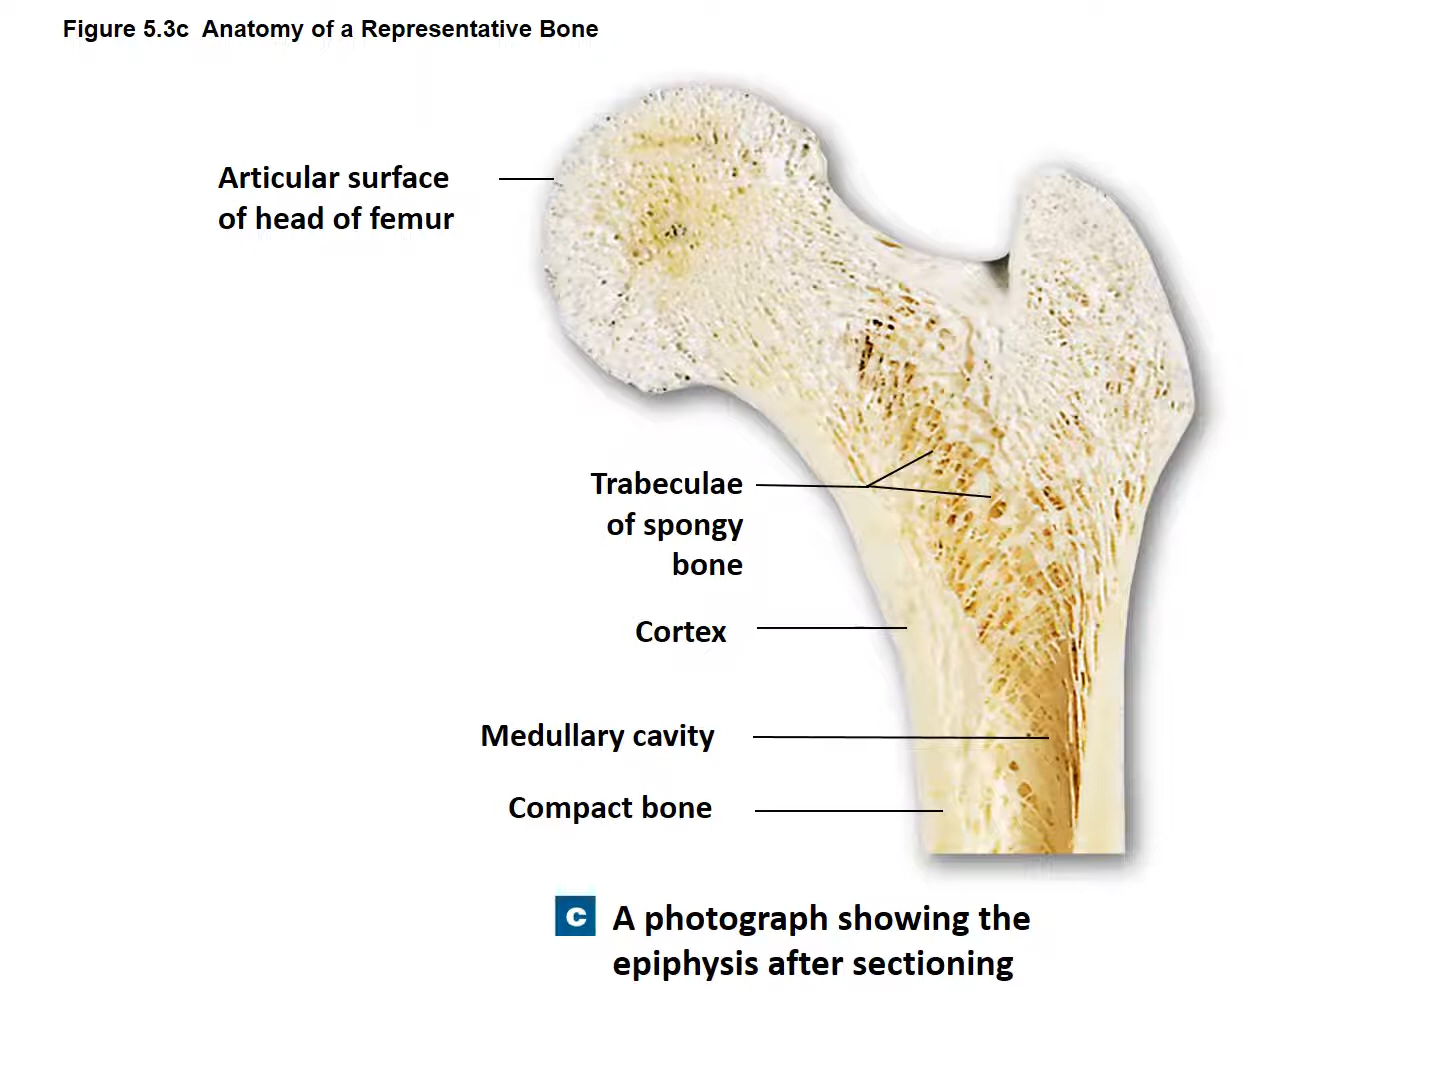 Figure 5.3c  Anatomy of a Representative Bone
Articular surface
of head of femur
Trabeculae
of spongy
bone
Cortex
Medullary cavity
Compact bone
c A photograph showing the
epiphysis after sectioning